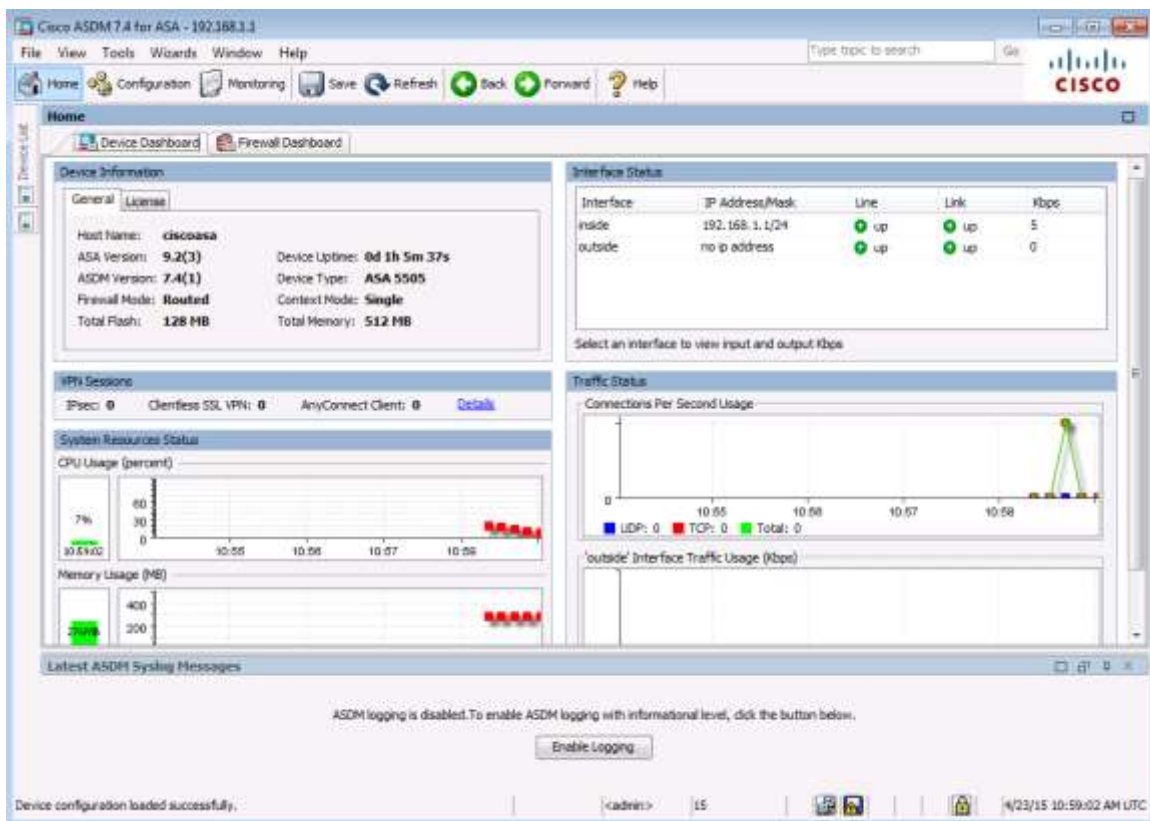 Cisco ASDM 7.4 for ASA - 192.168.1.1
File View Tools Wizards Window Help
Type topic to search Go
CISCO
Home Configuration Monitoring Save Refresh Back Forward Help
Device List
Home
Device Dashboard Firewall Dashboard
Device Information
General License
Host Name: ciscoasa
ASA Version: 9.2(3) Device Uptime: 0d 1h 5m 37s
ASDM Version: 7.4(1) Device Type: ASA 5505
Firewall Mode: Routed Context Mode: Single
Total Flash: 128 MB Total Memory: 512 MB
Interface Status
Interface IP Address/Mask Line Link Kbps
inside 192.168.1.1/24 up up 5
outside no ip address up up 0
Select an interface to view input and output Kbps
VPN Sessions
IPsec: 0 Clientless SSL VPN: 0 AnyConnect Client: 0 Details
System Resources Status
CPU Usage (percent)
7%
10:59:02
60
30
0
10:55 10:56 10:57 10:58
Memory Usage (MB)
400
200
Traffic Status
Connections Per Second Usage
0
10:55 10:56 10:57 10:58
UDP: 0 TCP: 0 Total: 0
'outside' Interface Traffic Usage (Kbps)
Latest ASDM Syslog Messages
ASDM logging is disabled.To enable ASDM logging with informational level, click the button below.
Enable Logging
Device configuration loaded successfully.
<admin> 15 4/23/15 10:59:02 AM UTC